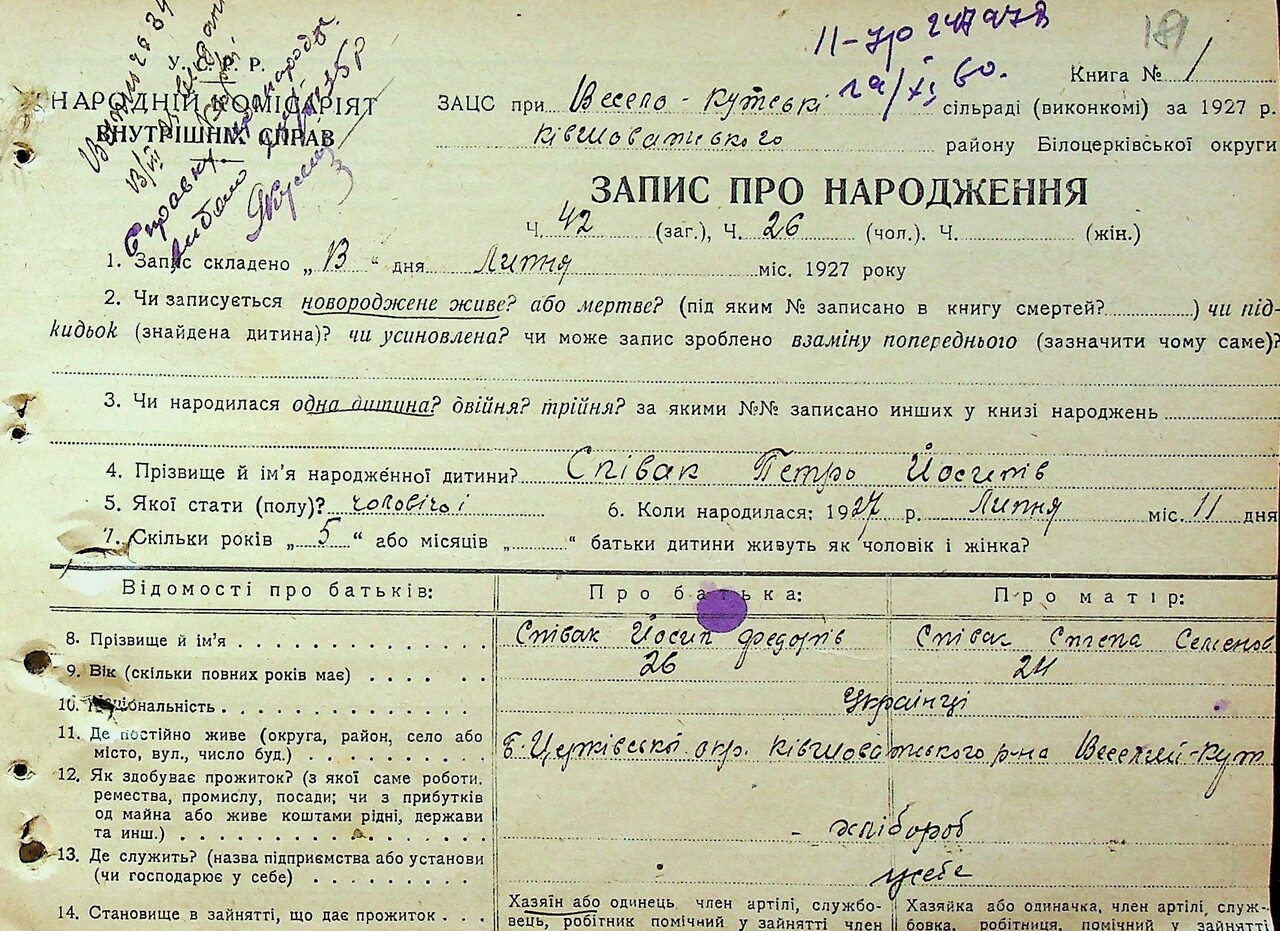 181
II-УР 247973
Книга № 1
У. С. Р. Р.
НАРОДНІЙ КОМІСАРІЯТ
ВНУТРІШНІХ СПРАВ
ЗАЦС при Весело-Кутській сільраді (виконкомі) за 1927 р.
Ківшоватського району Білоцерківської округи
ЗАПИС ПРО НАРОДЖЕННЯ
Ч. 42 (заг.), Ч. 26 (чол.). Ч. (жін.)
1. Запис складено „ 13 “ дня Липня міс. 1927 року
2. Чи записується новороджене живе? або мертве? (під яким № записано в книгу смертей? ) чи під-
кидьок (знайдена дитина)? чи усиновлена? чи може запис зроблено взаміну попереднього (зазначити чому саме)?
3. Чи народилася одна дитина? двійня? трійня? за якими №№ записано инших у книзі народжень
4. Прізвище й ім’я народжéнної дитини? Співак Петро Йосипів
5. Якої стати (полу)? чоловічої 6. Коли народилася: 1927 р. Липня міс. 11 дня
7. Скільки років „ 5 “ або місяців „ “ батьки дитини живуть як чоловік і жінка?
Відомості про батьків: Про батька: Про матір:
8. Прізвище й ім’я Співак Йосип Федорів Співак Степа Семенов
9. Вік (скільки повних років має) 26 24
10. Національність Українці
11. Де постійно живе (округа, район, село або
місто, вул., число буд.) Б. Церківської окр. Ківшоватського р-на Веселий-Кут
12. Як здобуває прожиток? (з якої саме роботи,
ремества, промислу, посади; чи з прибутків
од майна або живе коштами рідні, держави
та инш.) хлібороб
13. Де служить? (назва підприємства або установи
(чи господарює у себе) у себе
14. Становище в зайнятті, що дає прожиток
Хазяїн або одинець, член артілі, службо-
вець, робітник помічний у зайнятті член
Хазяйка або одиначка, член артілі, служ-
бовка, робітниця, помічний у зайнятті